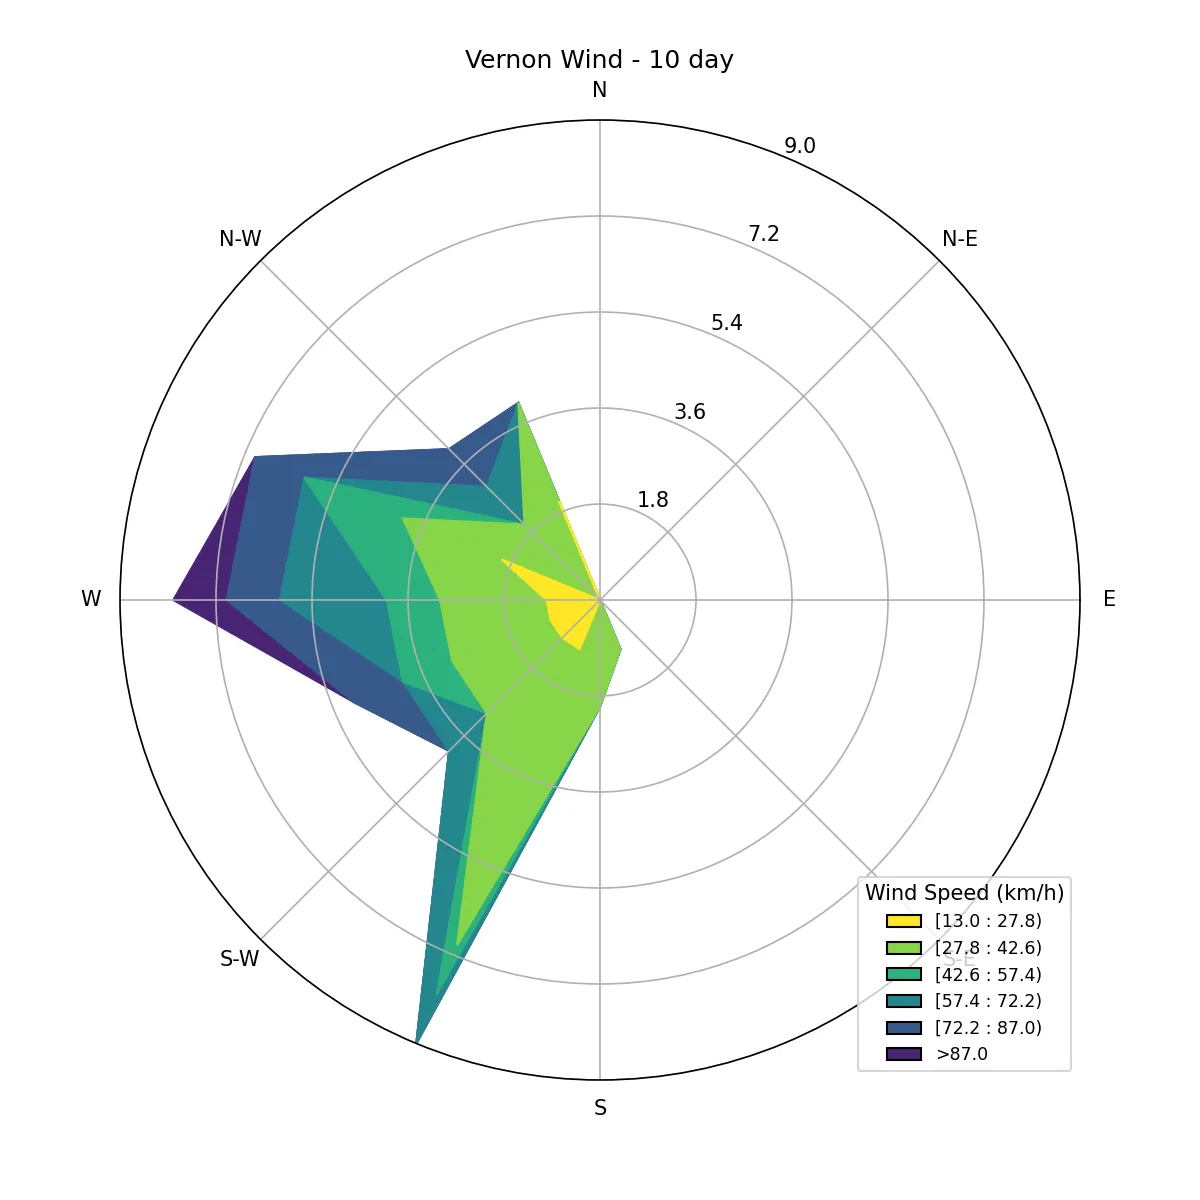 Vernon Wind - 10 day
N
9.0
N-W
N-E
7.2
5.4
3.6
1.8
W
E
Wind Speed (km/h)
[13.0 : 27.8)
[27.8 : 42.6)
S-W
S-E
[42.6 : 57.4)
[57.4 : 72.2)
[72.2 : 87.0)
>87.0
S